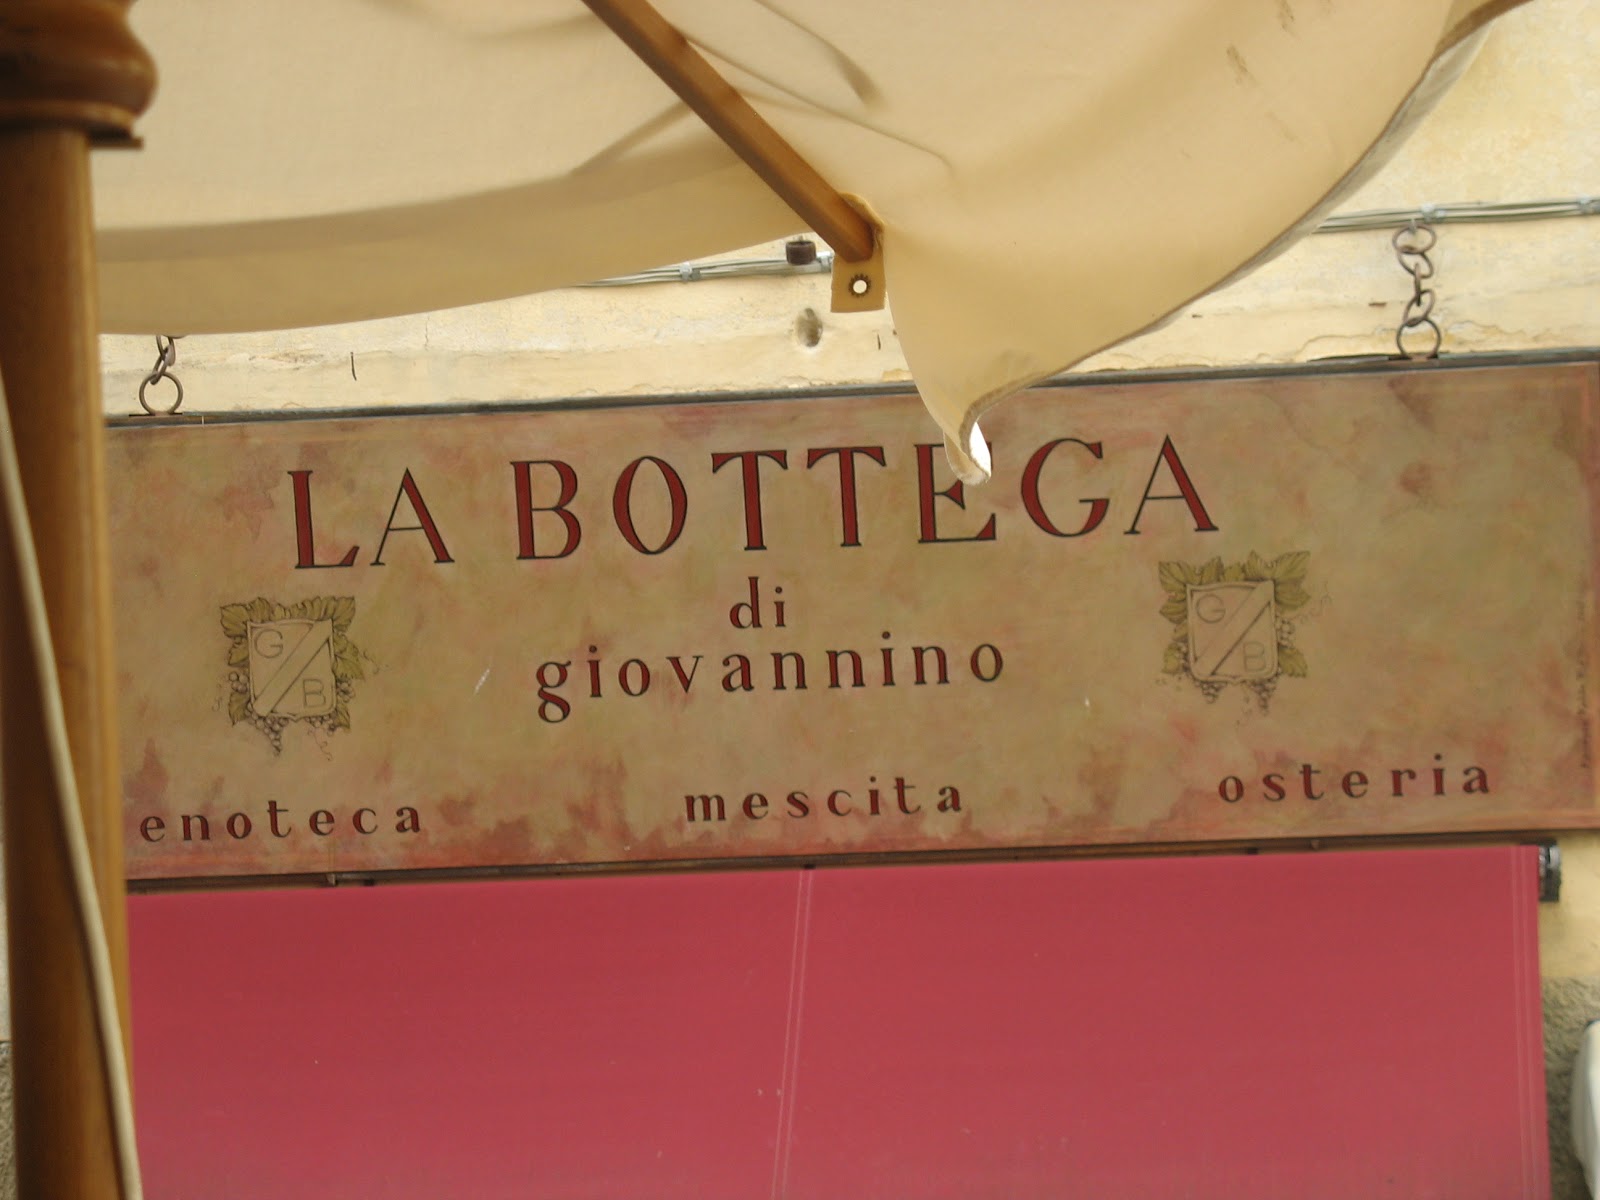 LA BOTTEGA
di
giovannino
G B
G B
enoteca mescita osteria